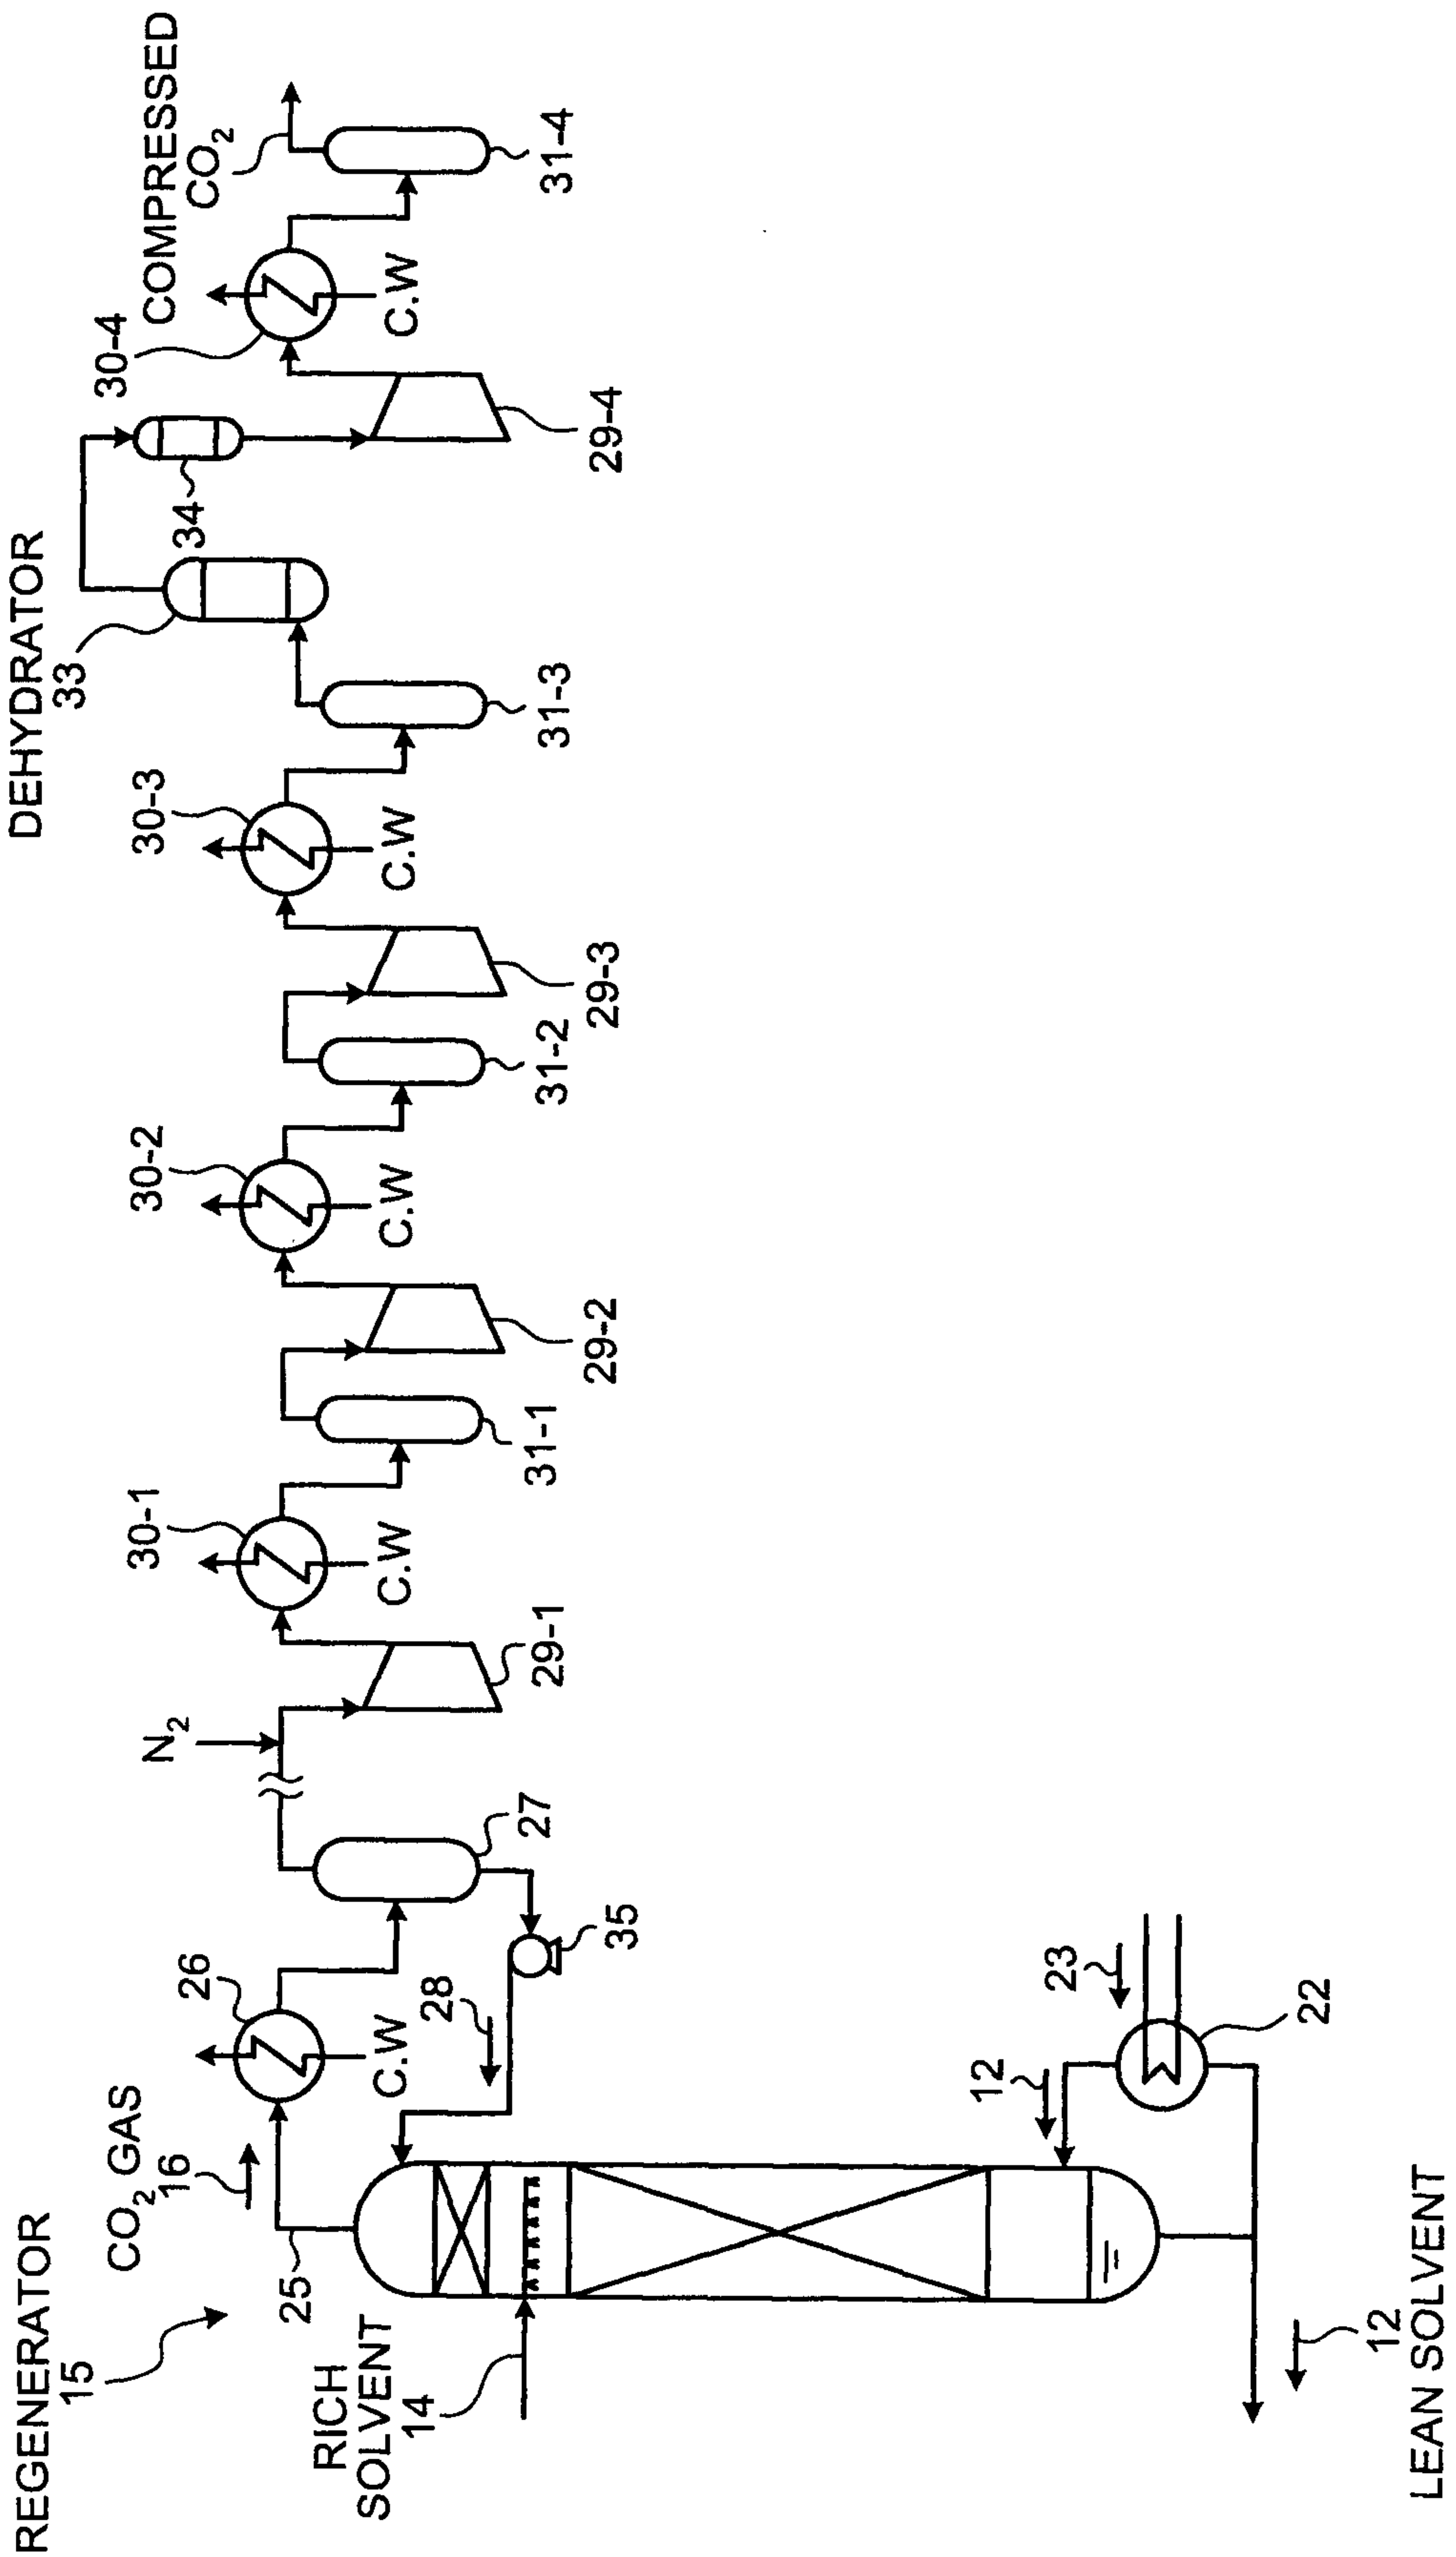 REGENERATOR
15
CO2 GAS
16
25
26
C.W
RICH
SOLVENT
14
28
27
35
12
23
22
12
LEAN SOLVENT
N2
29-1
30-1
C.W
31-1
29-2
30-2
C.W
31-2
29-3
30-3
C.W
31-3
DEHYDRATOR
33
34
29-4
30-4
C.W
COMPRESSED
CO2
31-4